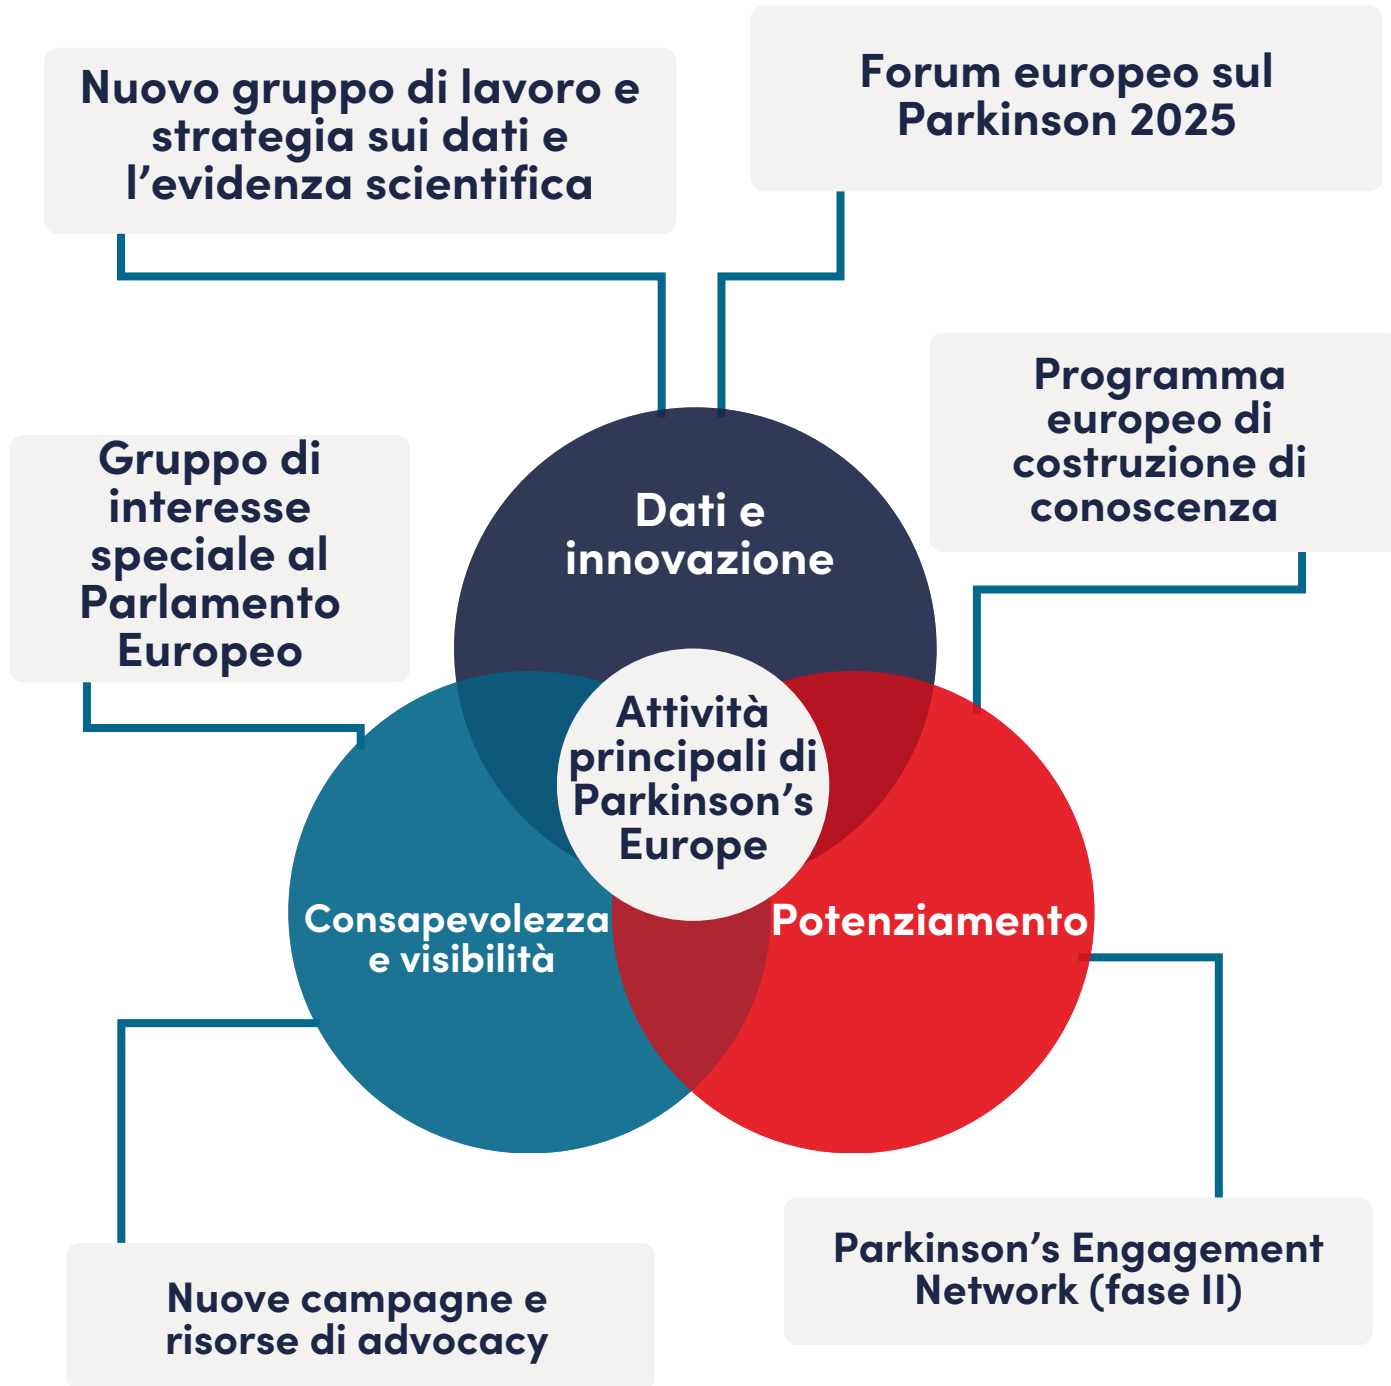 Nuovo gruppo di lavoro e
strategia sui dati e
l’evidenza scientifica
Forum europeo sul
Parkinson 2025
Programma
europeo di
costruzione di
conoscenza
Gruppo di
interesse
speciale al
Parlamento
Europeo
Dati e
innovazione
Attività
principali di
Parkinson’s
Europe
Consapevolezza
e visibilità
Potenziamento
Parkinson’s Engagement
Network (fase II)
Nuove campagne e
risorse di advocacy